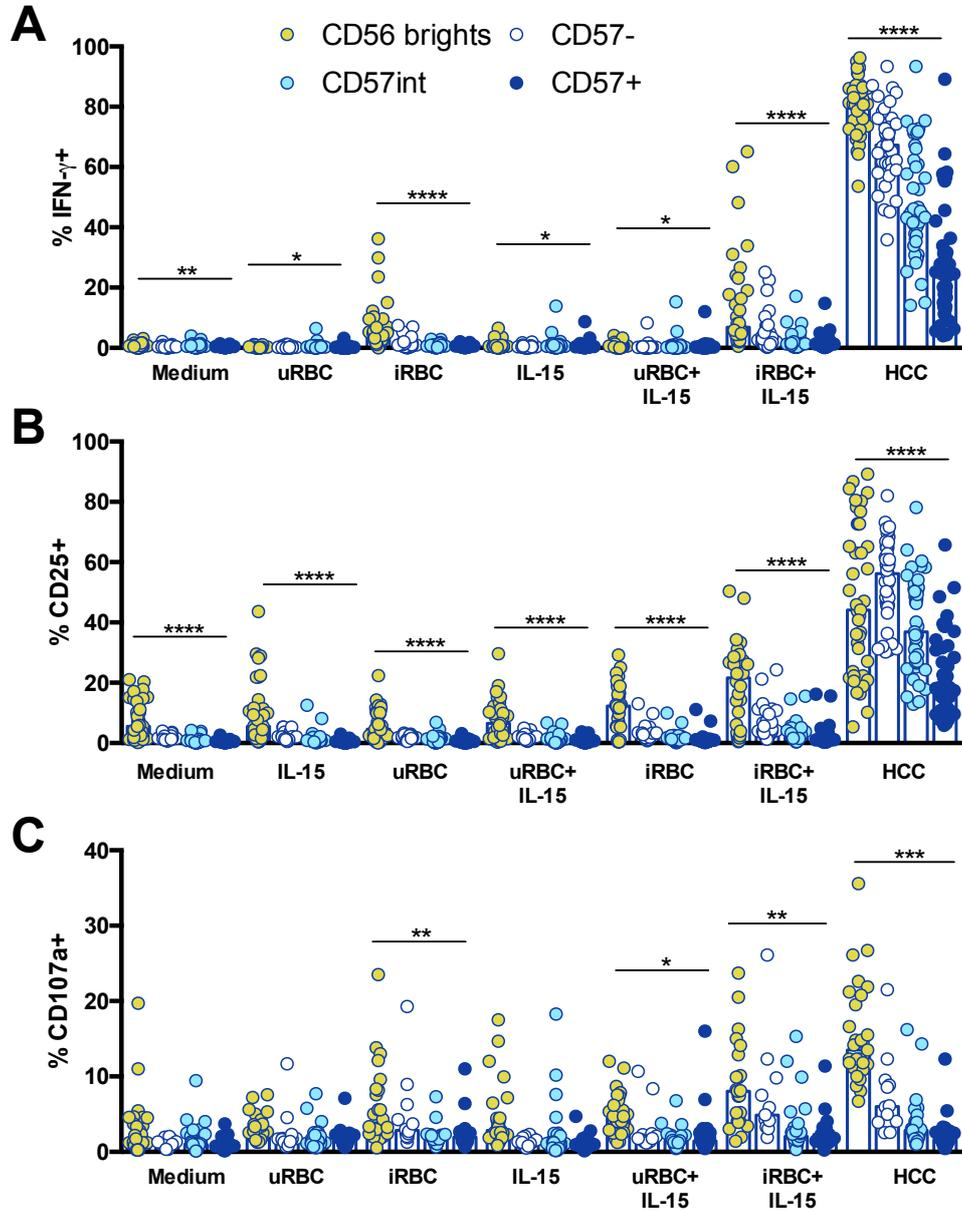 A
CD56 brights CD57-
CD57int CD57+
% IFN-γ+
100
80
60
40
20
0
** * **** * * **** ****
Medium uRBC iRBC IL-15 uRBC+ IL-15 iRBC+ IL-15 HCC
B
% CD25+
100
80
60
40
20
0
**** **** **** **** **** **** ****
Medium IL-15 uRBC uRBC+ IL-15 iRBC iRBC+ IL-15 HCC
C
% CD107a+
40
30
20
10
0
** * ** ***
Medium uRBC iRBC IL-15 uRBC+ IL-15 iRBC+ IL-15 HCC